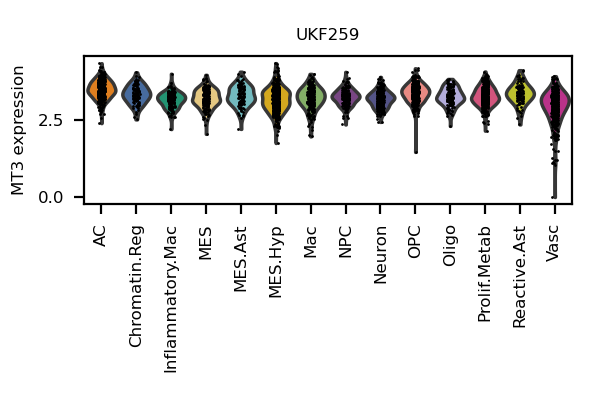 UKF259
MT3 expression
2.5
0.0
AC
Chromatin.Reg
Inflammatory.Mac
MES
MES.Ast
MES.Hyp
Mac
NPC
Neuron
OPC
Oligo
Prolif.Metab
Reactive.Ast
Vasc